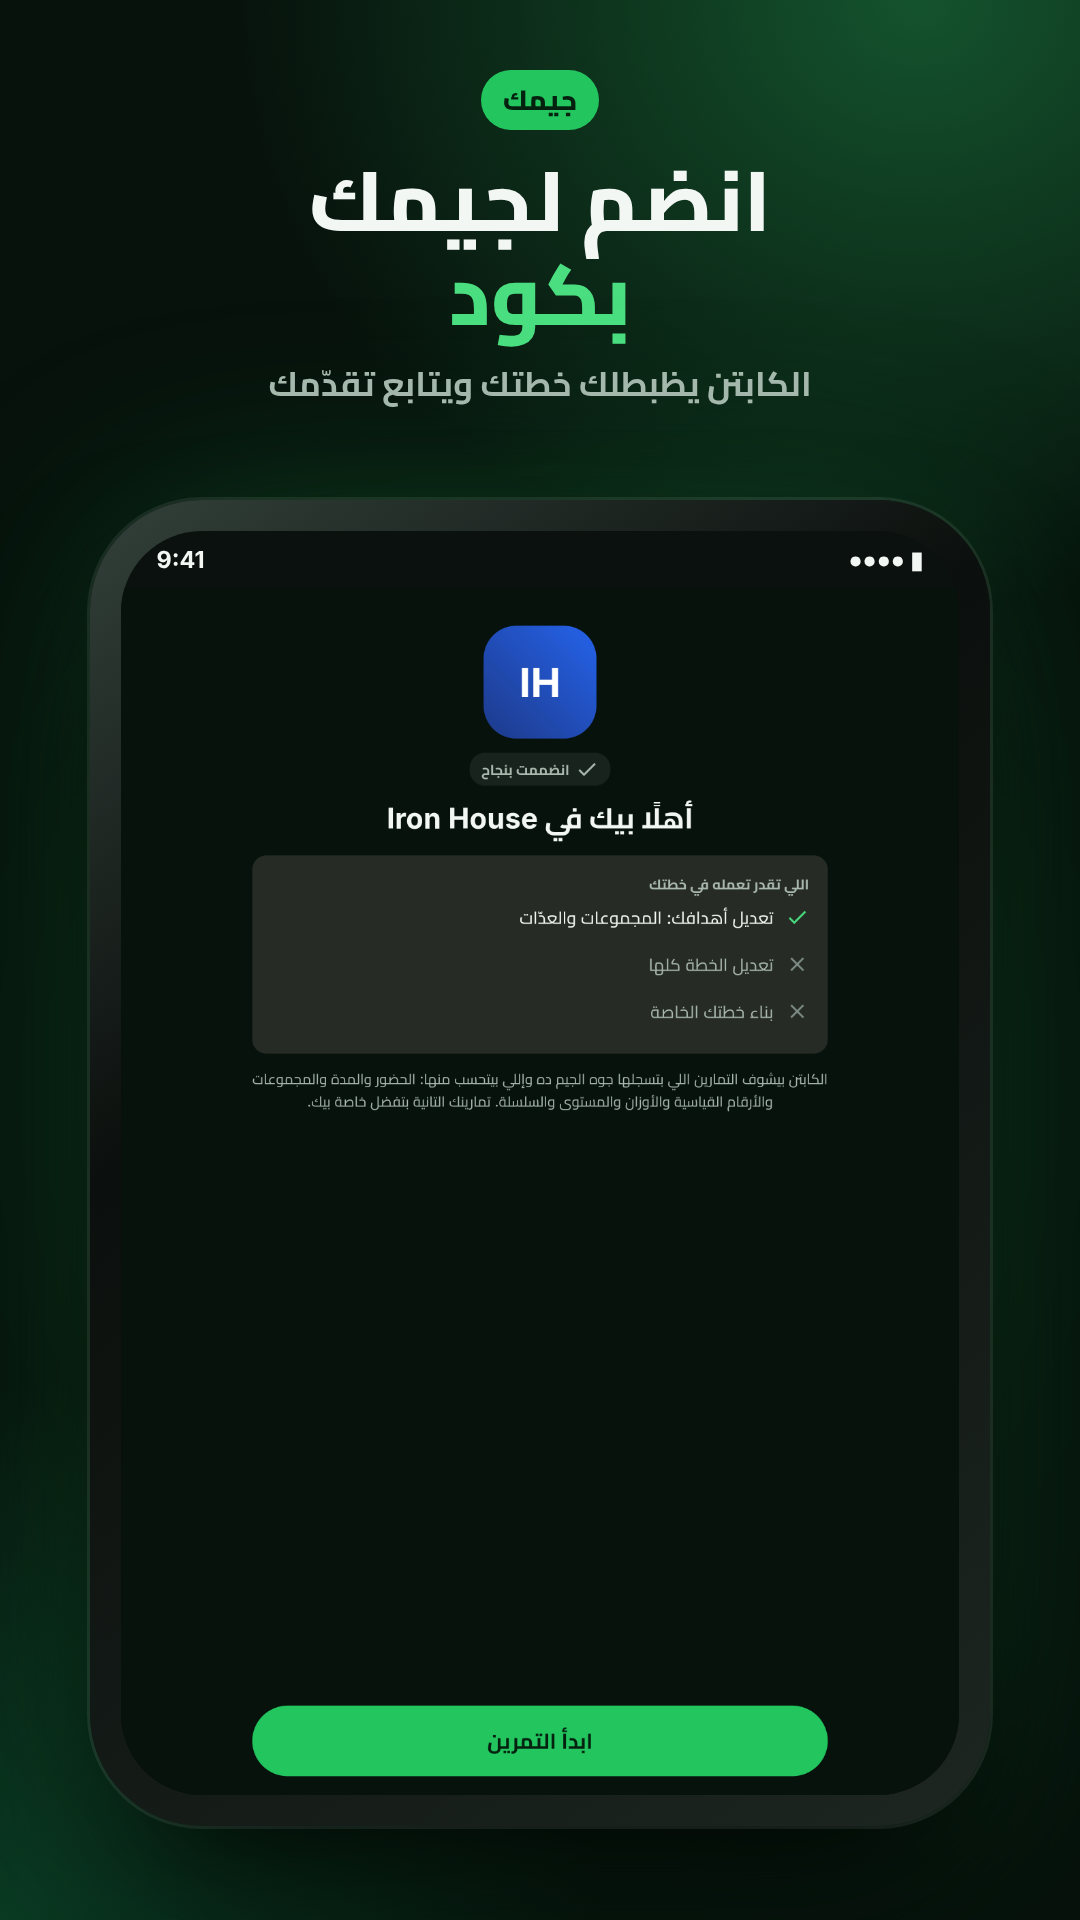 جيمك
انضم لجيمك
بكود
الكابتن يظبطلك خطتك ويتابع تقدّمك
9:41
IH
انضممت بنجاح
أهلًا بيك في Iron House
اللي تقدر تعمله في خطتك
تعديل أهدافك: المجموعات والعدّات
تعديل الخطة كلها
بناء خطتك الخاصة
الكابتن بيشوف التمارين اللي بتسجلها جوه الجيم ده وإللي بيتحسب منها: الحضور والمدة والمجموعات
والأرقام القياسية والأوزان والمستوى والسلسلة. تمارينك التانية بتفضل خاصة بيك.
ابدأ التمرين